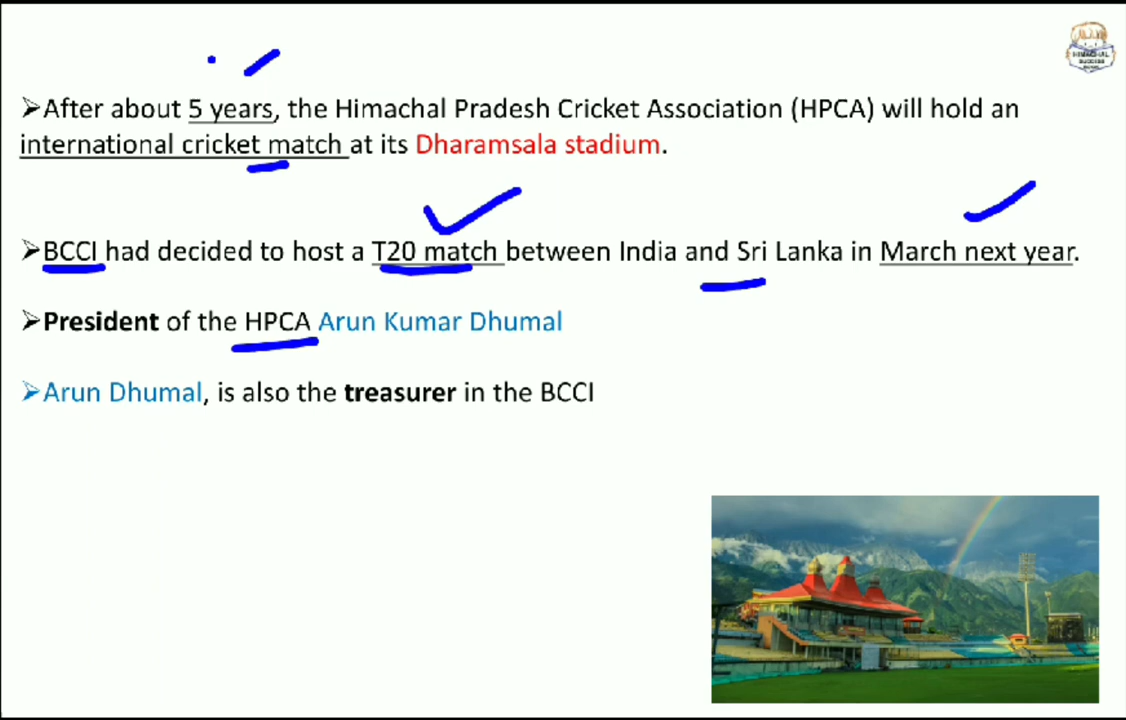 HIMACHAL
SUCCESS
➤After about 5 years, the Himachal Pradesh Cricket Association (HPCA) will hold an
international cricket match at its Dharamsala stadium.
➤BCCI had decided to host a T20 match between India and Sri Lanka in March next year.
➤President of the HPCA Arun Kumar Dhumal
➤Arun Dhumal, is also the treasurer in the BCCI